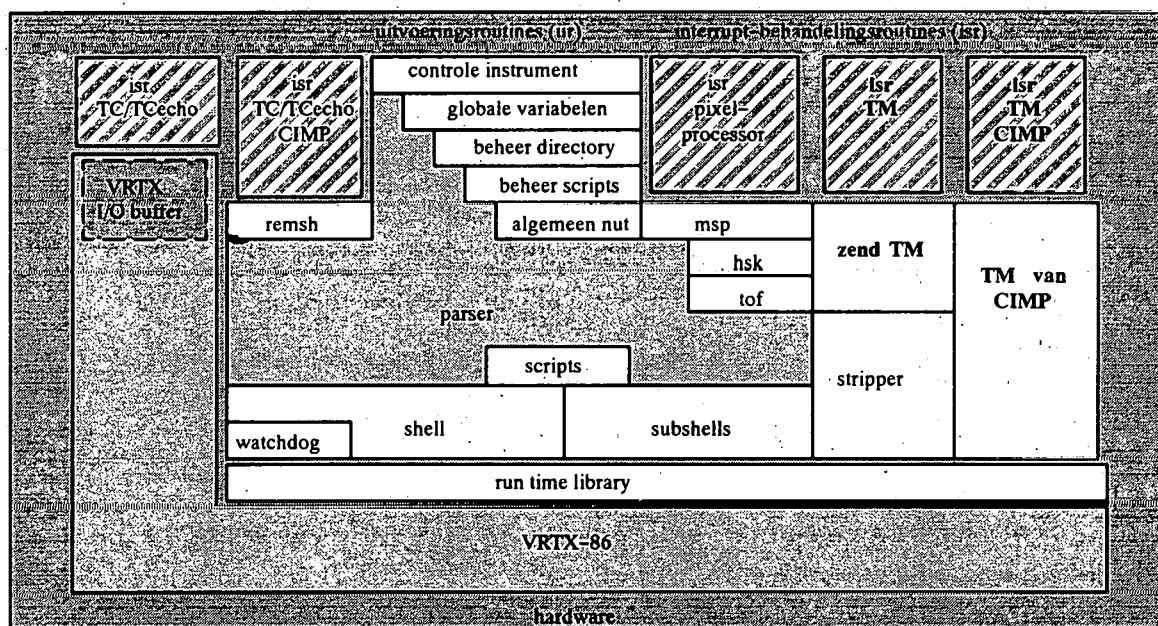 uitvoeringsroutines (ur)
interrupt-behandelingsroutines (isr)
isr
TC/TCecho
isr
TC/TCecho
CIMP
controle instrument
globale variabelen
beheer directory
beheer scripts
algemeen nut
isr
pixel-
processor
isr
TM
isr
TM
CIMP
VRTX
I/O buffer
remsh
msp
hsk
tof
zend TM
TM van
CIMP
parser
scripts
stripper
shell
subshells
watchdog
run time library
VRTX-86
hardware